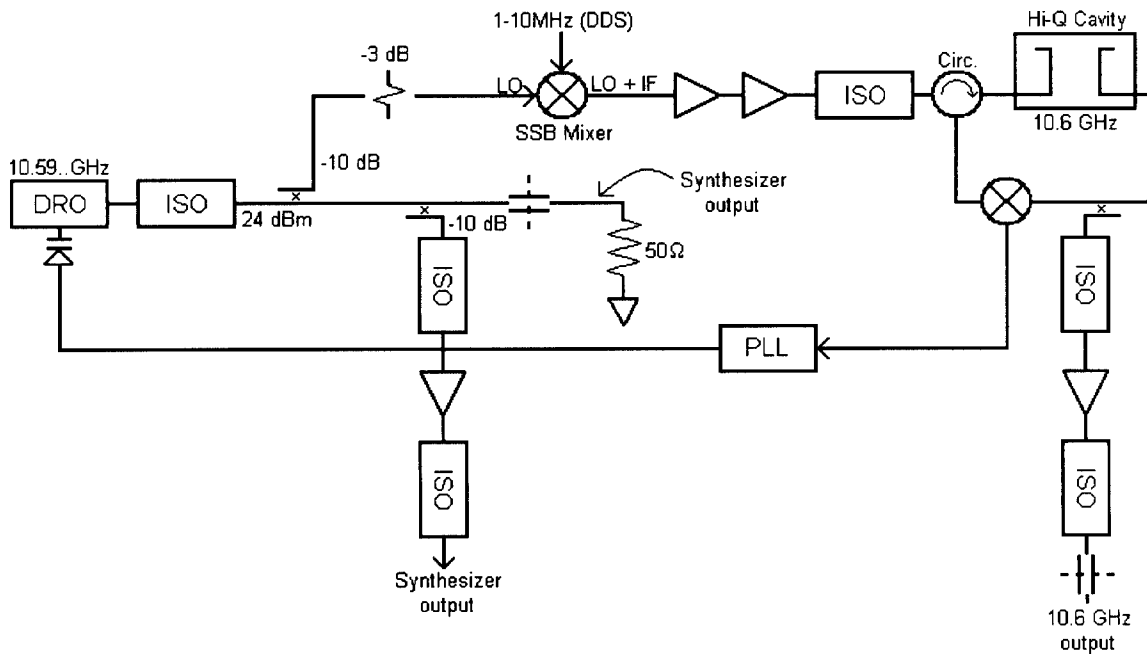 1-10MHz (DDS)
Hi-Q Cavity
-3 dB
Circ.
LO
LO + IF
ISO
SSB Mixer
10.6 GHz
-10 dB
10.59..GHz
DRO
ISO
24 dBm
-10 dB
Synthesizer
output
50Ω
ISO
ISO
PLL
ISO
ISO
Synthesizer
output
10.6 GHz
output